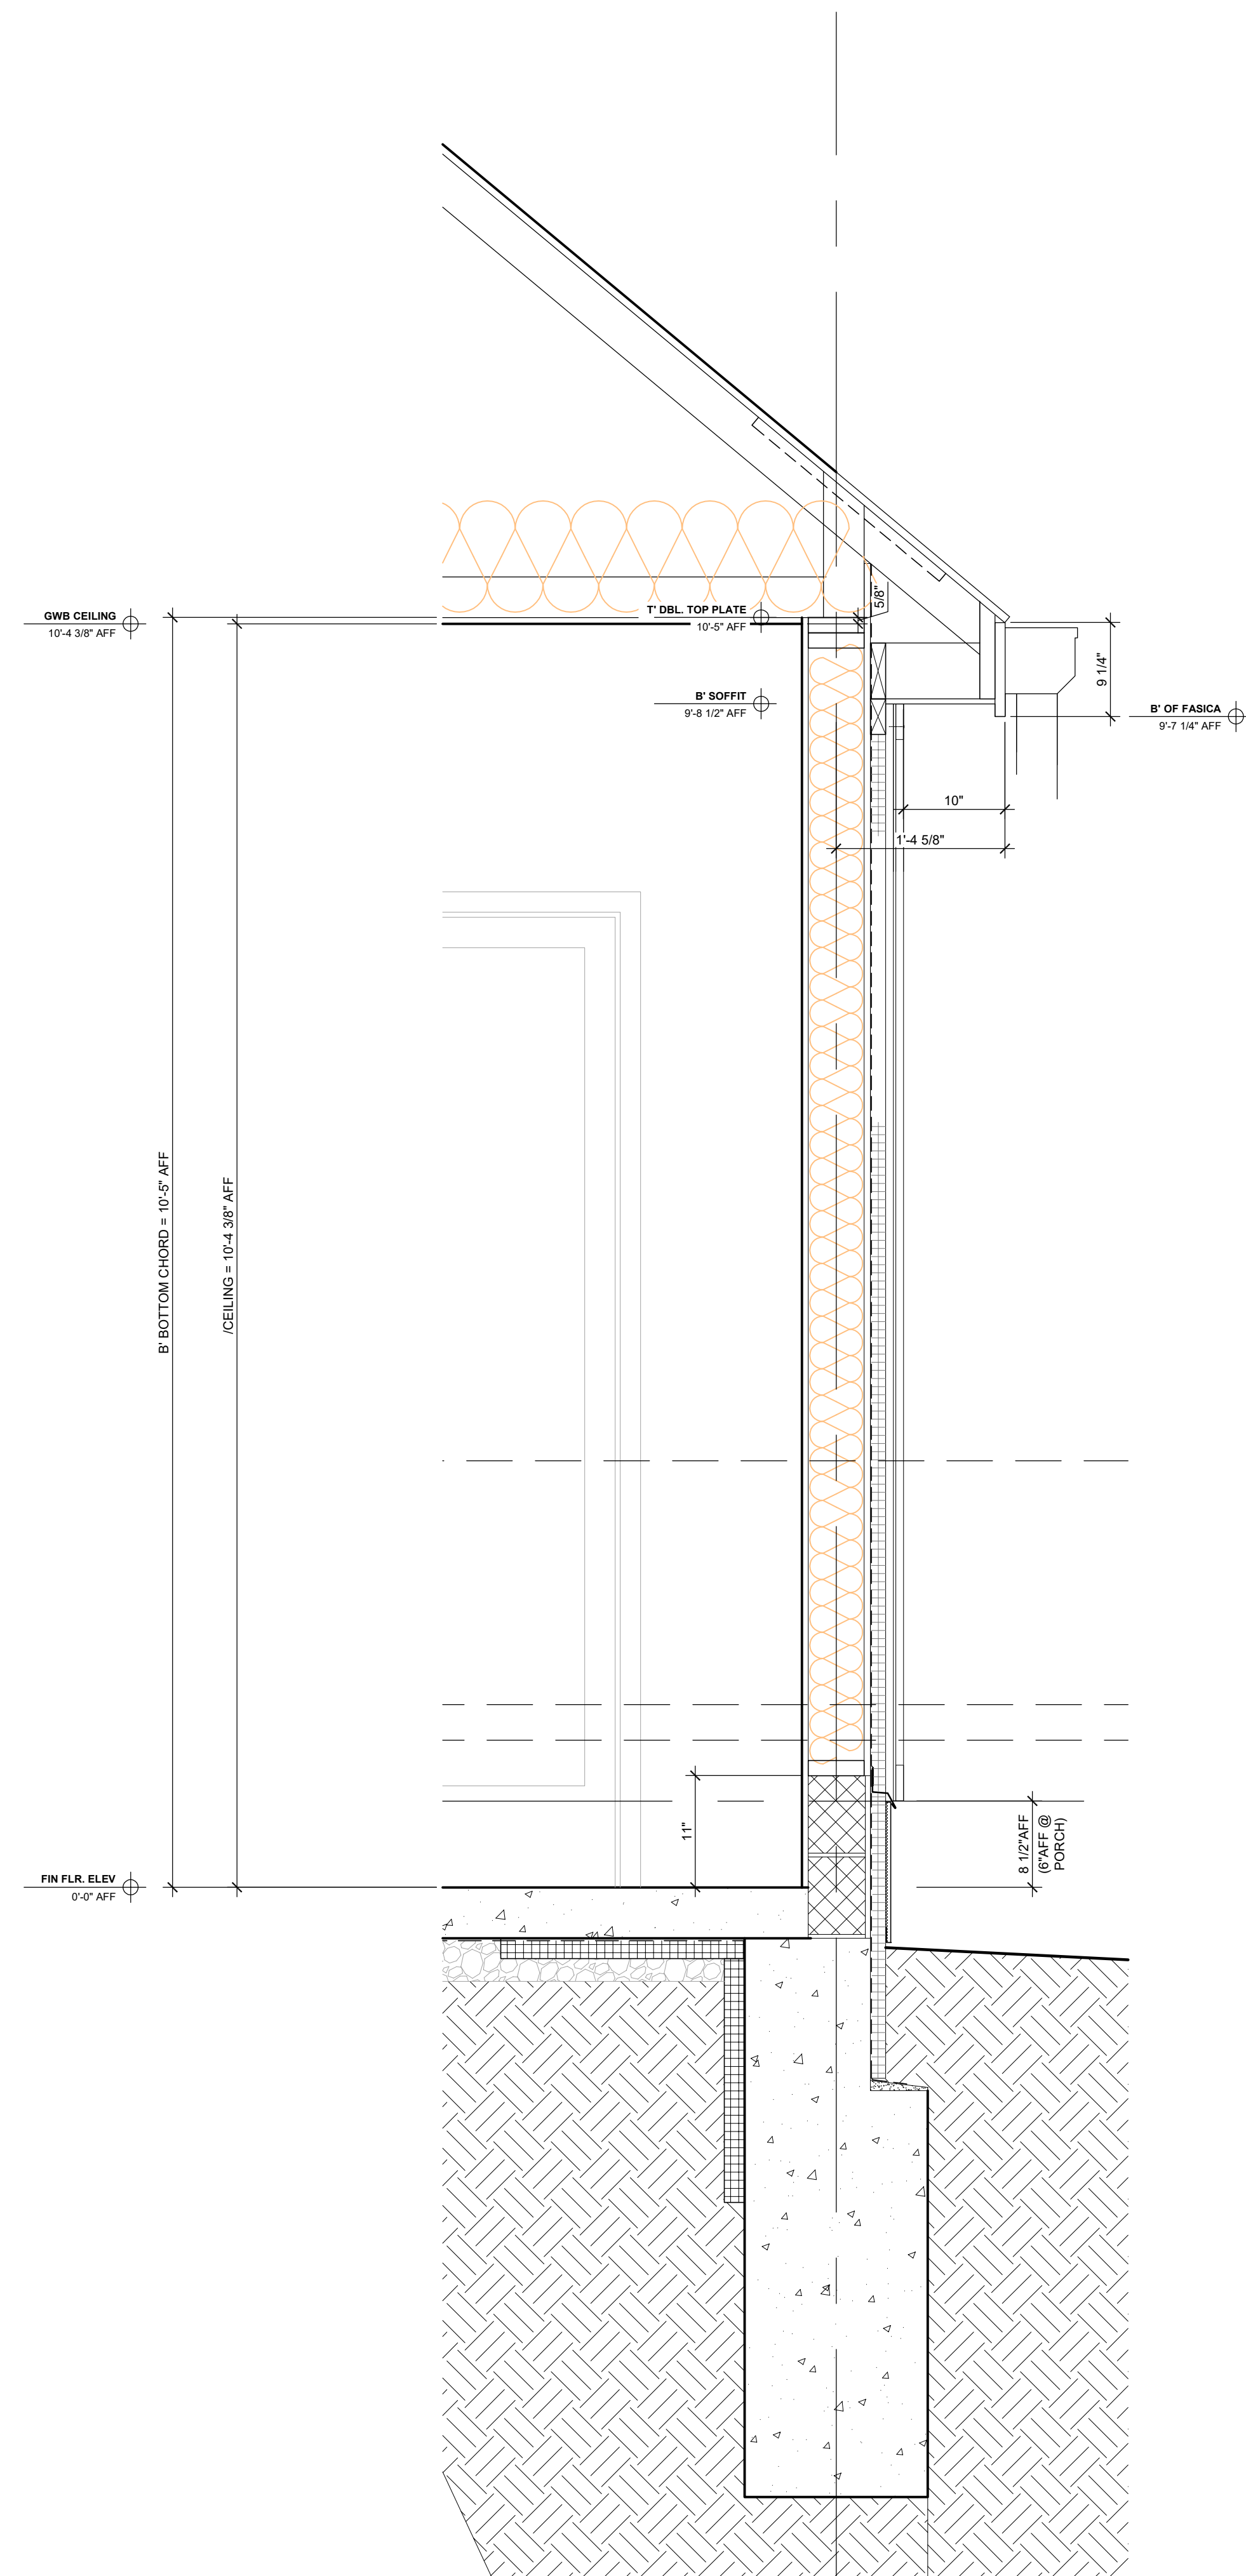 GWB CEILING
10'-4 3/8" AFF
T' DBL. TOP PLATE
10'-5" AFF
5/8"
9 1/4"
B' SOFFIT
9'-8 1/2" AFF
B' OF FASICA
9'-7 1/4" AFF
10"
1'-4 5/8"
B' BOTTOM CHORD = 10'-5" AFF
/CEILING = 10'-4 3/8" AFF
11"
8 1/2"AFF
(6"AFF @
PORCH)
FIN FLR. ELEV
0'-0" AFF